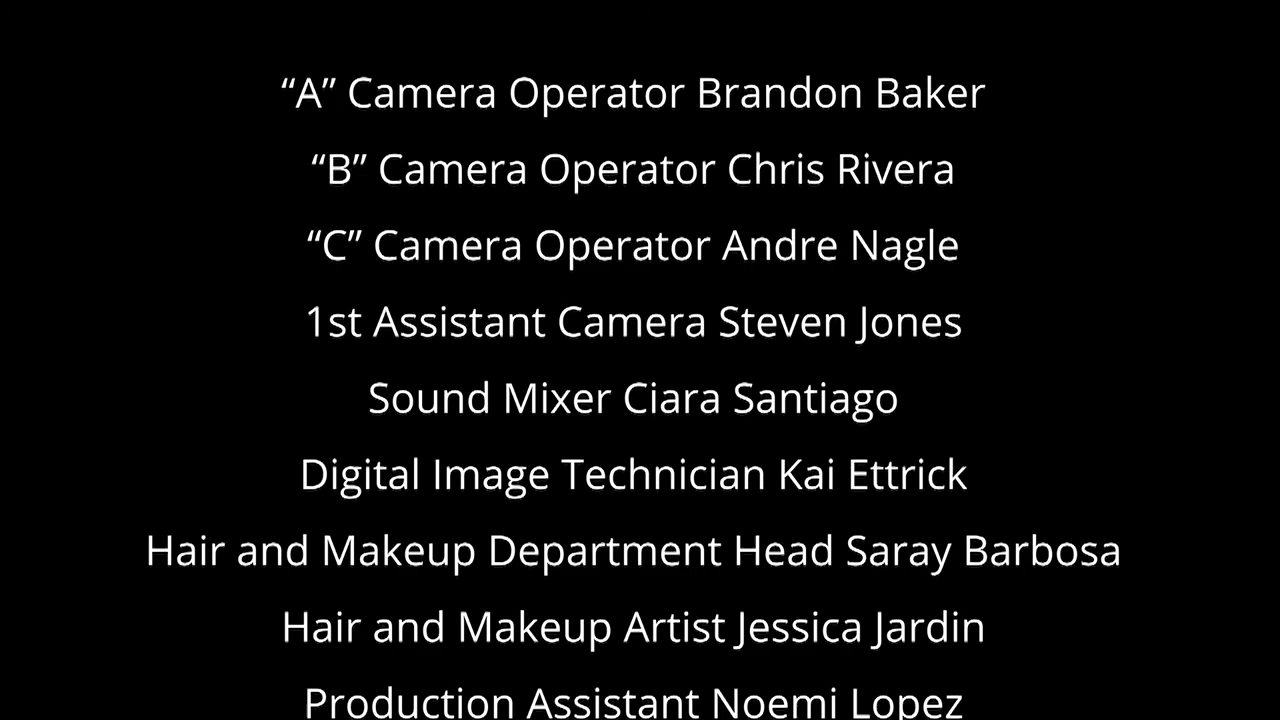 “A” Camera Operator Brandon Baker
“B” Camera Operator Chris Rivera
“C” Camera Operator Andre Nagle
1st Assistant Camera Steven Jones
Sound Mixer Ciara Santiago
Digital Image Technician Kai Ettrick
Hair and Makeup Department Head Saray Barbosa
Hair and Makeup Artist Jessica Jardin
Production Assistant Noemi Lopez